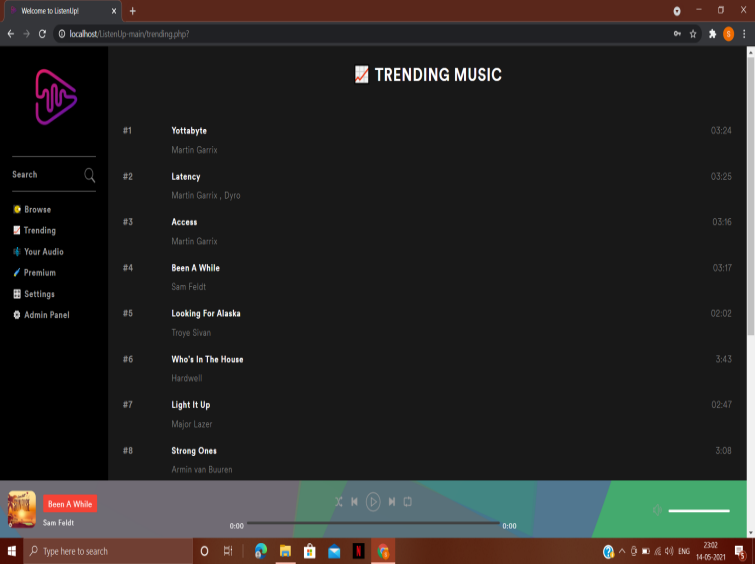 Welcome to ListenUp!
localhost/ListenUp-main/trending.php?
S
TRENDING MUSIC
Search
Browse
Trending
Your Audio
Premium
Settings
Admin Panel
#1 Yottabyte 03:24
Martin Garrix
#2 Latency 03:25
Martin Garrix , Dyro
#3 Access 03:16
Martin Garrix
#4 Been A While 03:17
Sam Feldt
#5 Looking For Alaska 02:02
Troye Sivan
#6 Who's In The House 3:43
Hardwell
#7 Light It Up 02:47
Major Lazer
#8 Strong Ones 3:08
Armin van Buuren
Been A While
Sam Feldt
0:00 0:00
Type here to search
ENG
23:02
14-05-2021
5